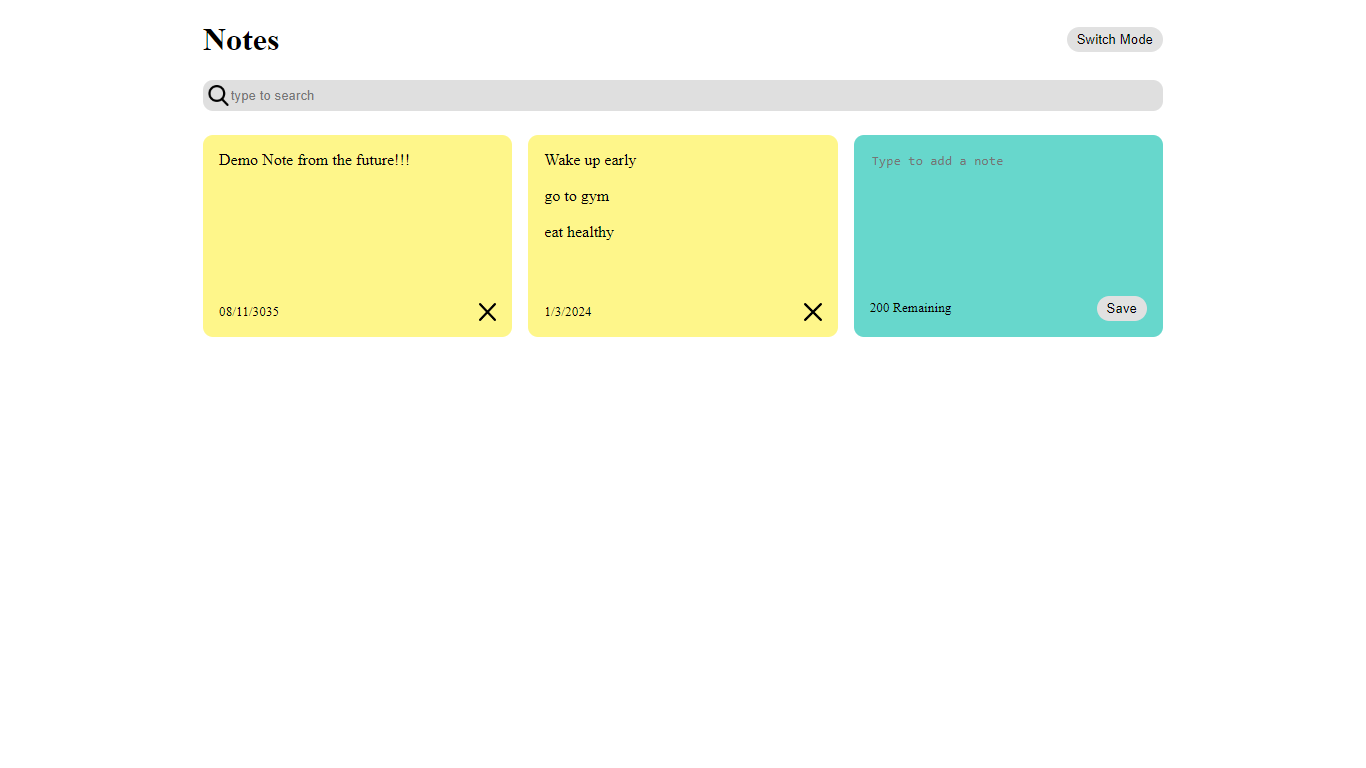 Notes
Switch Mode
type to search
Demo Note from the future!!!
08/11/3035
Wake up early
go to gym
eat healthy
1/3/2024
Type to add a note
200 Remaining
Save